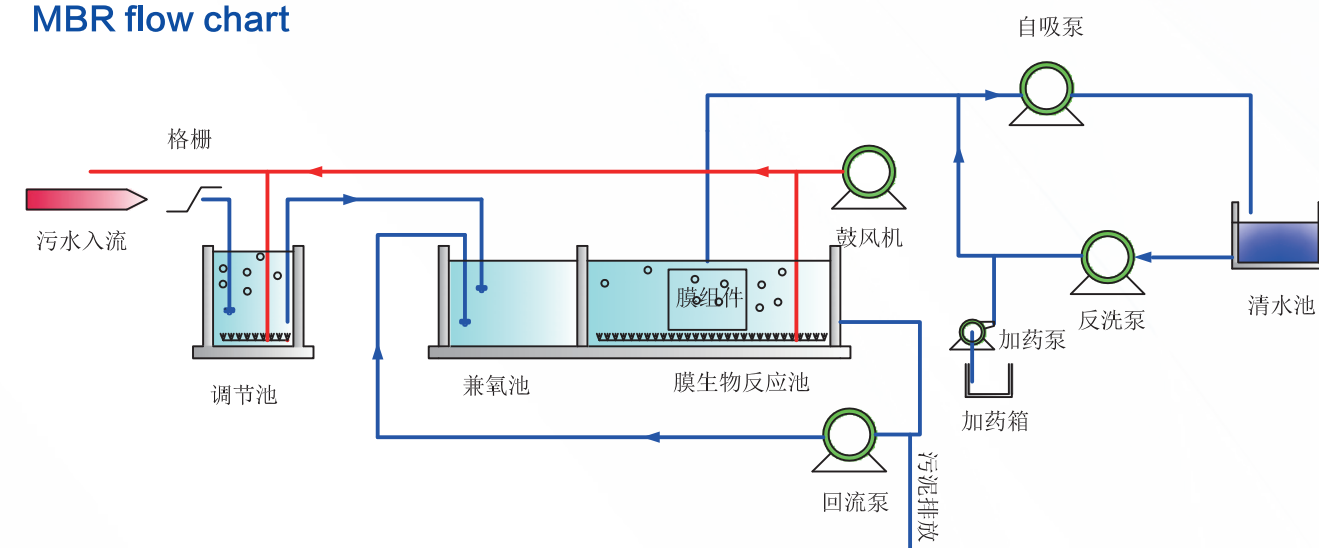 MBR flow chart
自吸泵
格栅
污水入流
鼓风机
膜组件
清水池
反洗泵
加药泵
调节池
兼氧池
膜生物反应池
加药箱
回流泵
污泥排放